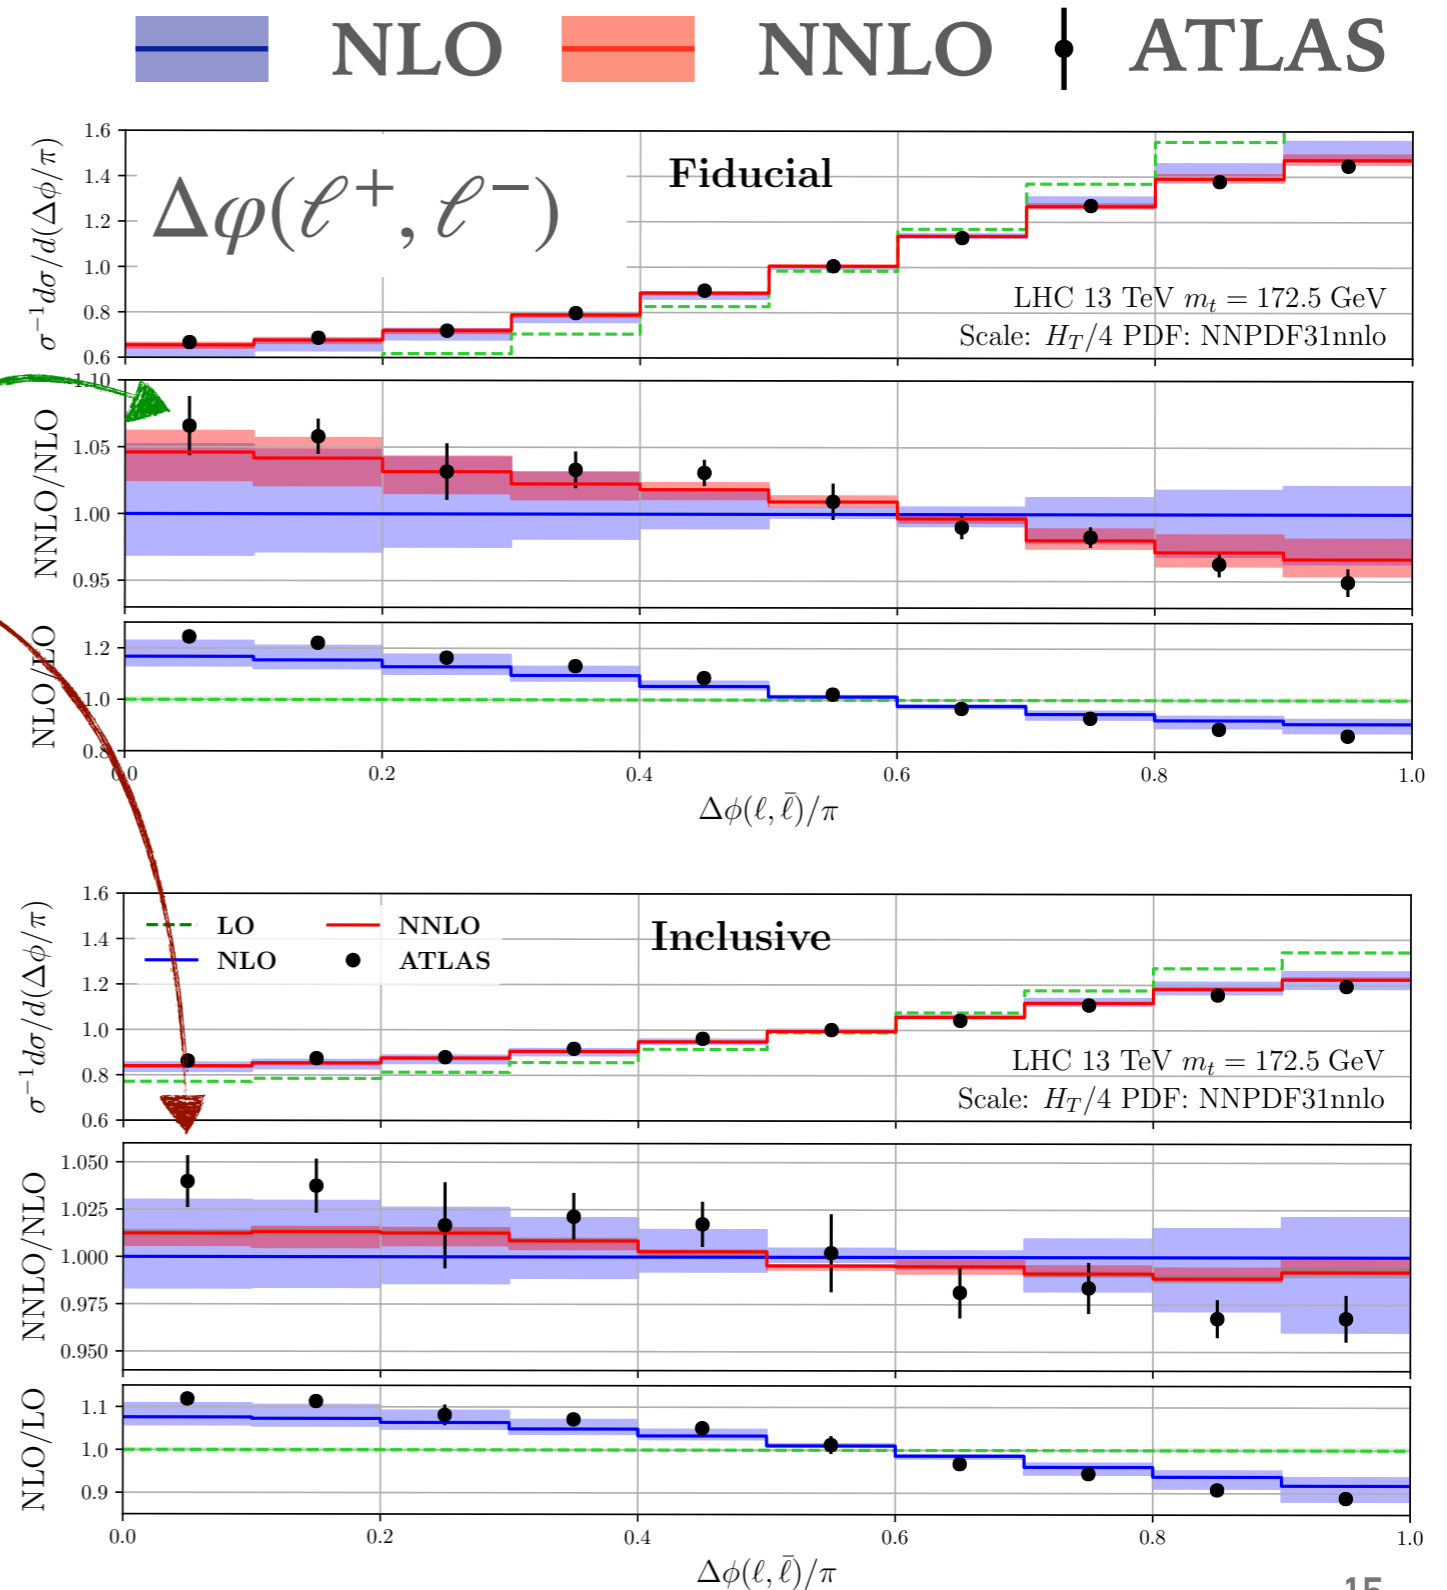 NLO NNLO ATLAS
1.6
1.4
1.2
1.0
0.8
0.6
σ⁻¹dσ/d(Δϕ/π)
Δφ(ℓ⁺, ℓ⁻)
Fiducial
LHC 13 TeV m_t = 172.5 GeV
Scale: H_T/4 PDF: NNPDF31nnlo
1.10
1.05
1.00
0.95
NNLO/NLO
1.2
1.0
0.8
NLO/LO
0.0 0.2 0.4 0.6 0.8 1.0
Δϕ(ℓ, ℓ̄)/π
1.6
1.4
1.2
1.0
0.8
0.6
σ⁻¹dσ/d(Δϕ/π)
LO NNLO
NLO ATLAS
Inclusive
LHC 13 TeV m_t = 172.5 GeV
Scale: H_T/4 PDF: NNPDF31nnlo
1.050
1.025
1.000
0.975
0.950
NNLO/NLO
1.1
1.0
0.9
NLO/LO
0.0 0.2 0.4 0.6 0.8 1.0
Δϕ(ℓ, ℓ̄)/π
15